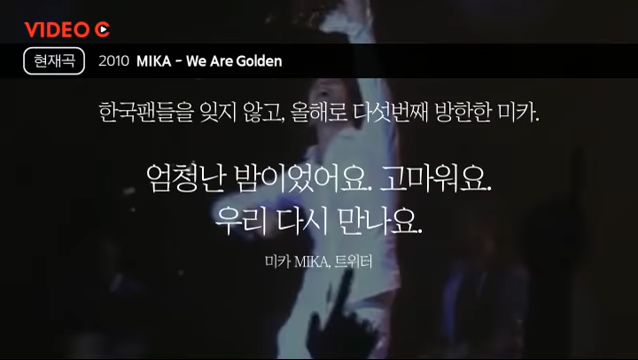 VIDEO C
현재곡 2010 MIKA - We Are Golden
한국팬들을 잊지 않고, 올해로 다섯번째 방한한 미카.
엄청난 밤이었어요. 고마워요.
우리 다시 만나요.
미카 MIKA, 트위터